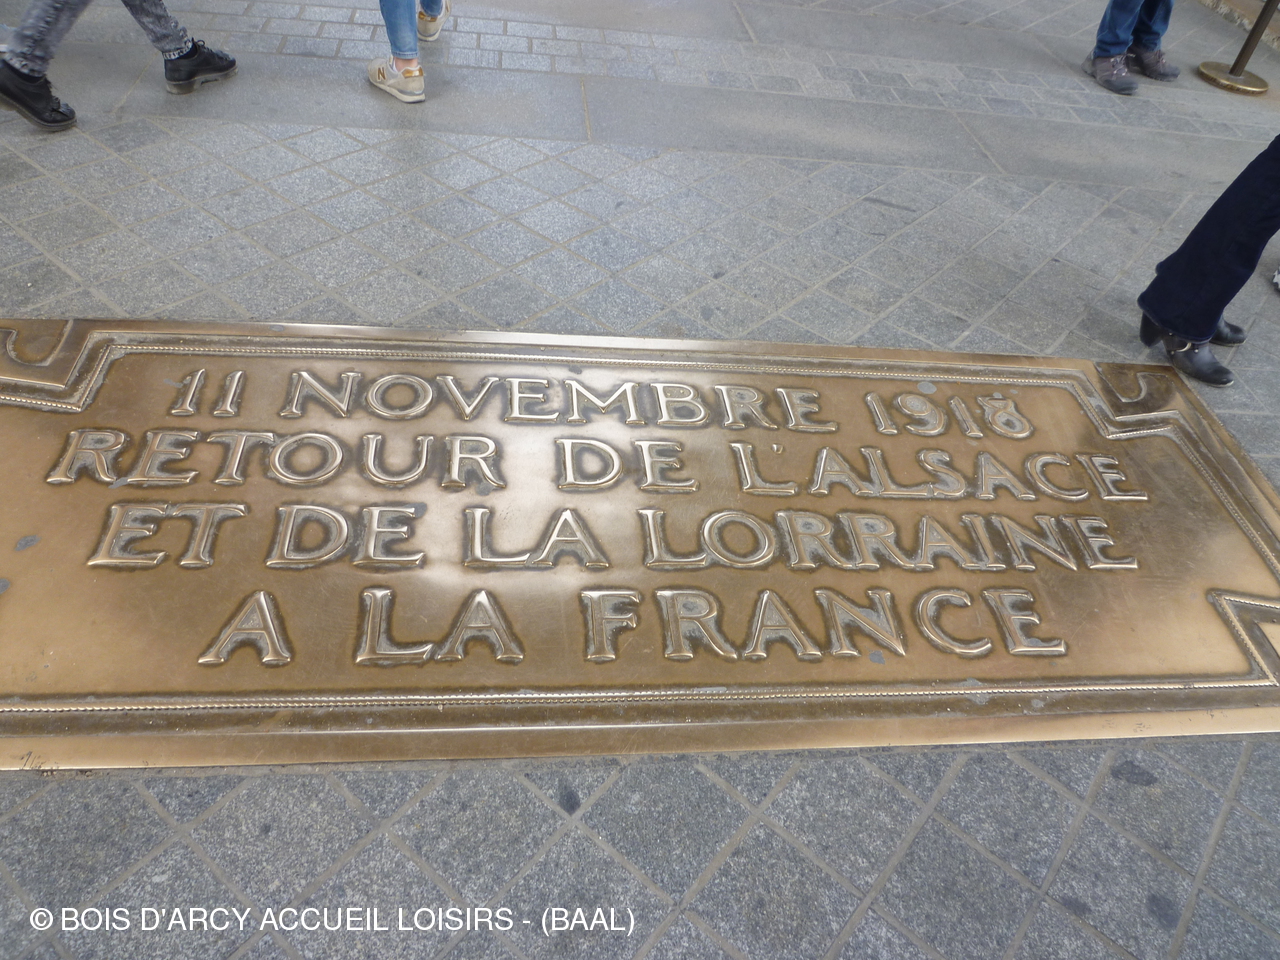 11 NOVEMBRE 1918
RETOUR DE L'ALSACE
ET DE LA LORRAINE
A LA FRANCE
© BOIS D'ARCY ACCUEIL LOISIRS - (BAAL)